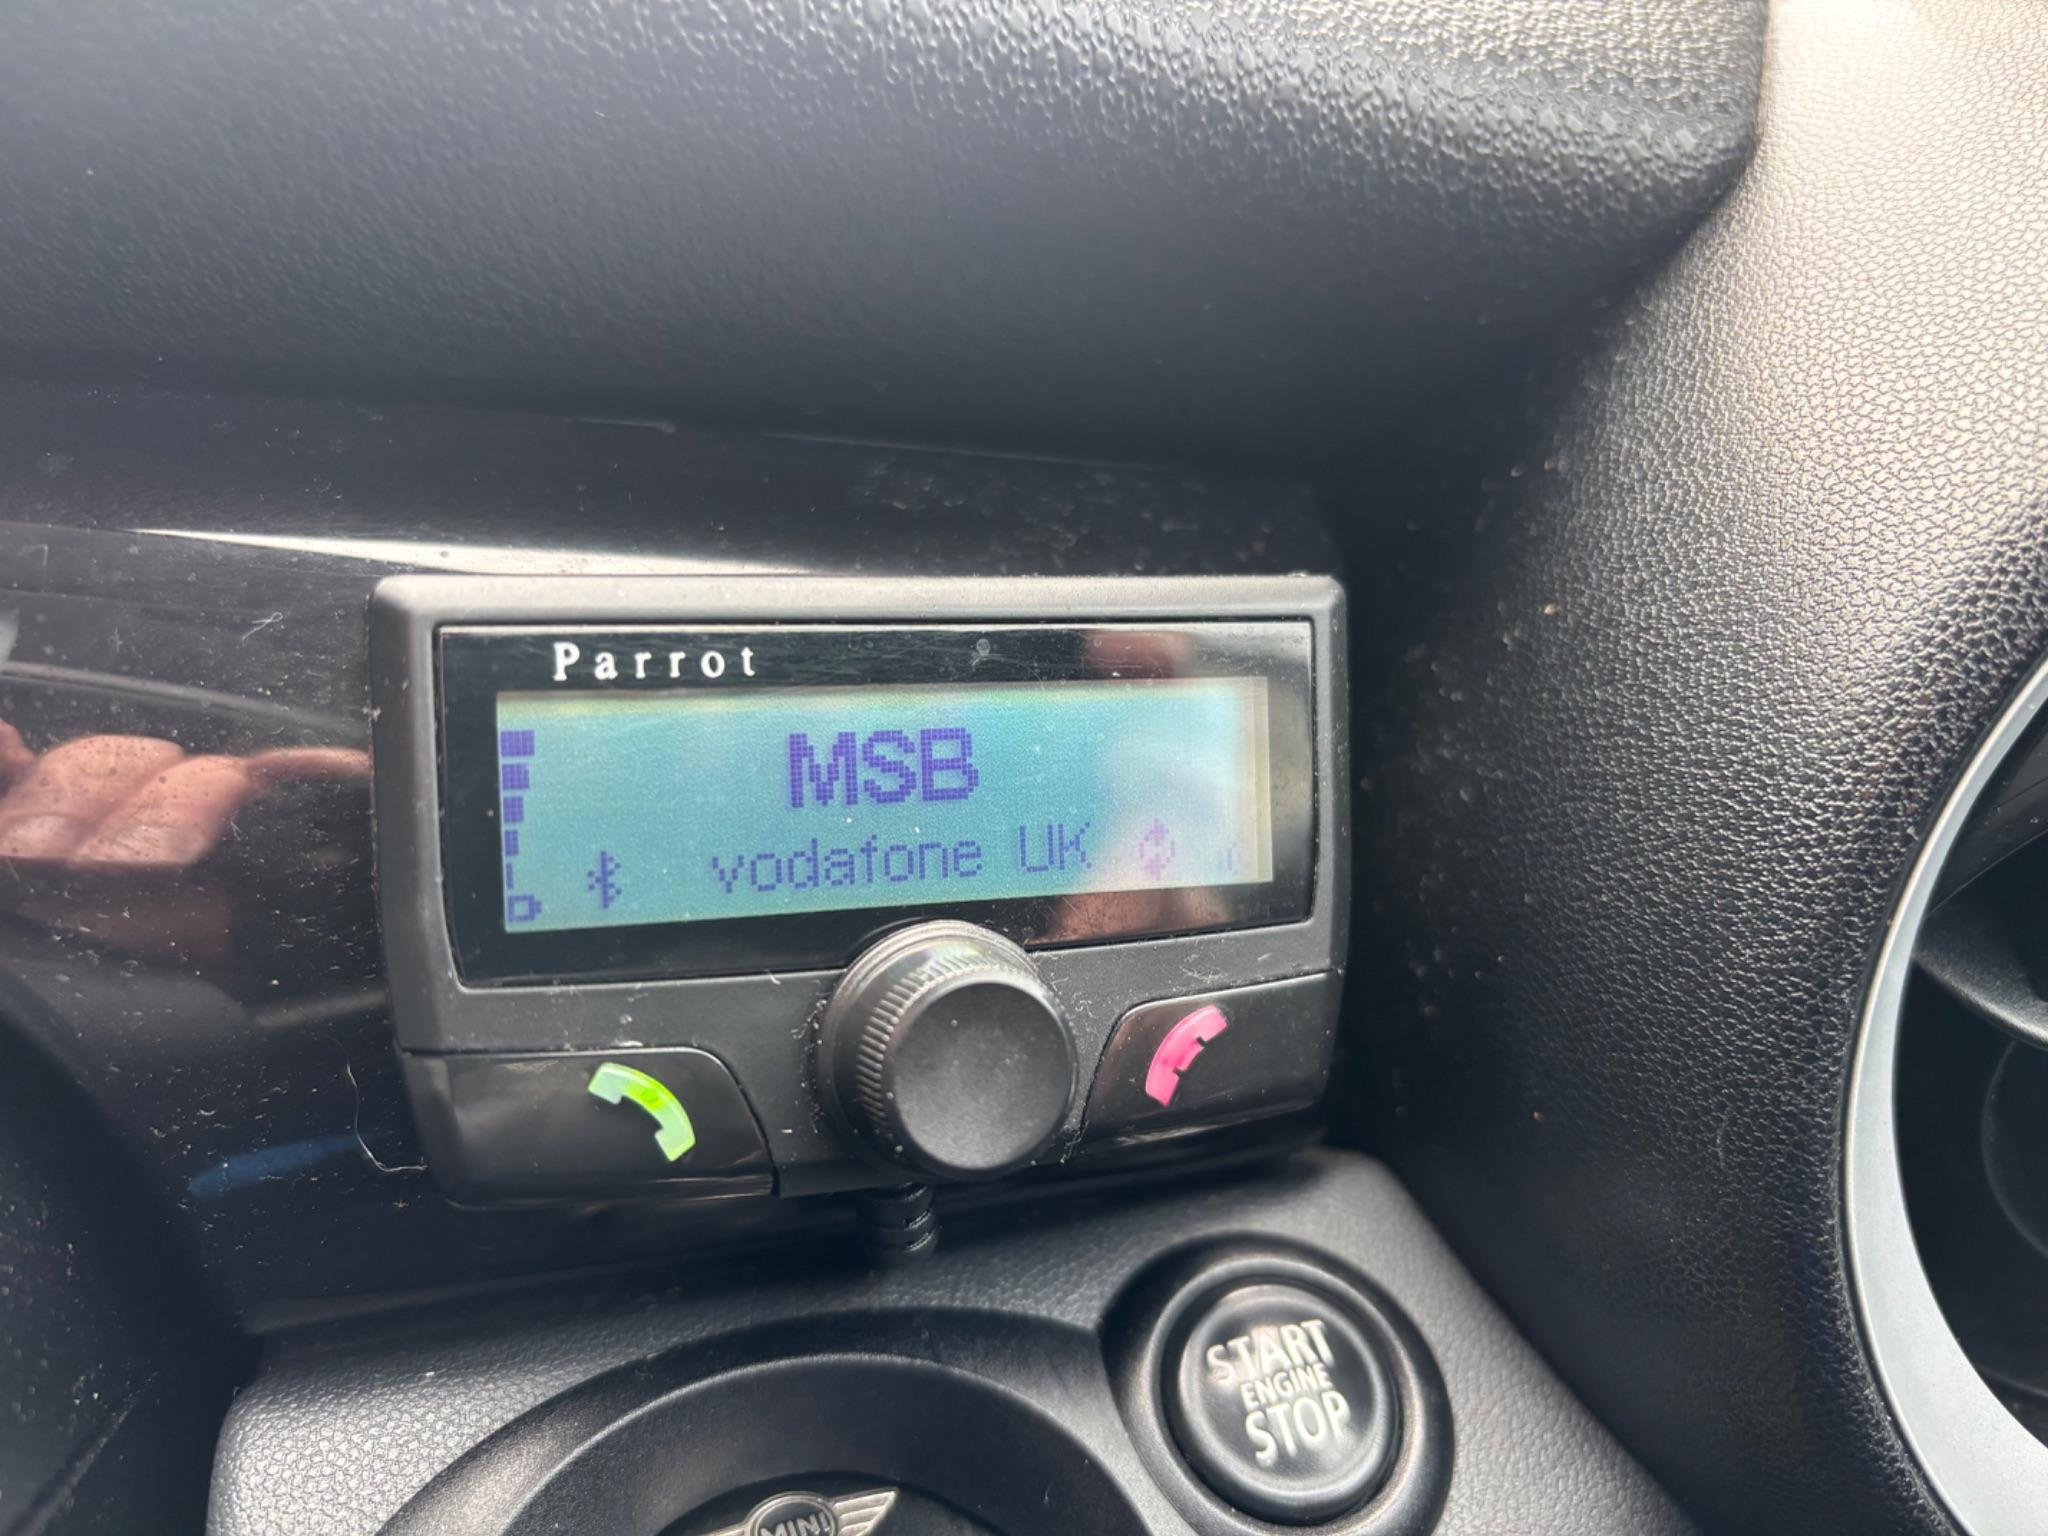 Parrot
MSB
vodafone UK
START
ENGINE
STOP
MINI